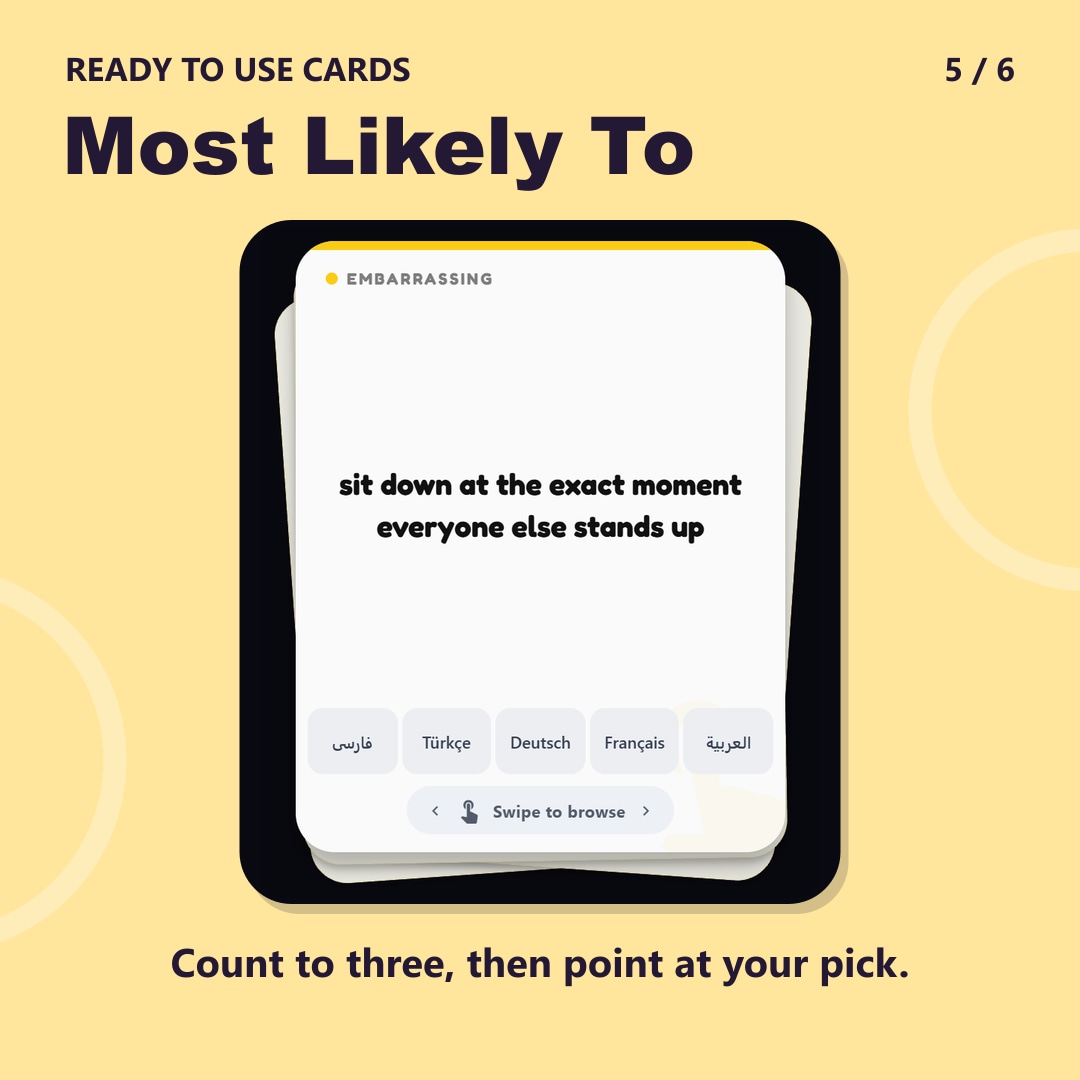 READY TO USE CARDS
5 / 6
Most Likely To
EMBARRASSING
sit down at the exact moment
everyone else stands up
فارسی
Türkçe
Deutsch
Français
العربية
Swipe to browse
Count to three, then point at your pick.